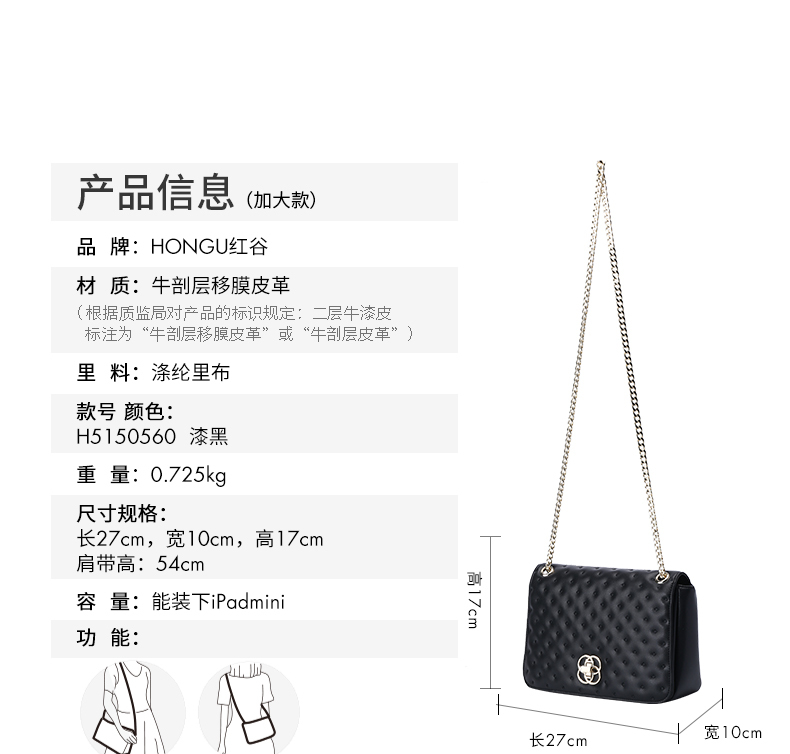 产品信息（加大款）
品 牌：HONGU红谷
材 质：牛剖层移膜皮革
（根据质监局对产品的标识规定：二层牛漆皮
标注为“牛剖层移膜皮革”或“牛剖层皮革”）
里 料：涤纶里布
款号 颜色：
H5150560 漆黑
重 量：0.725kg
尺寸规格：
长27cm，宽10cm，高17cm
肩带高：54cm
容 量：能装下iPadmini
功 能：
高17cm
长27cm
宽10cm